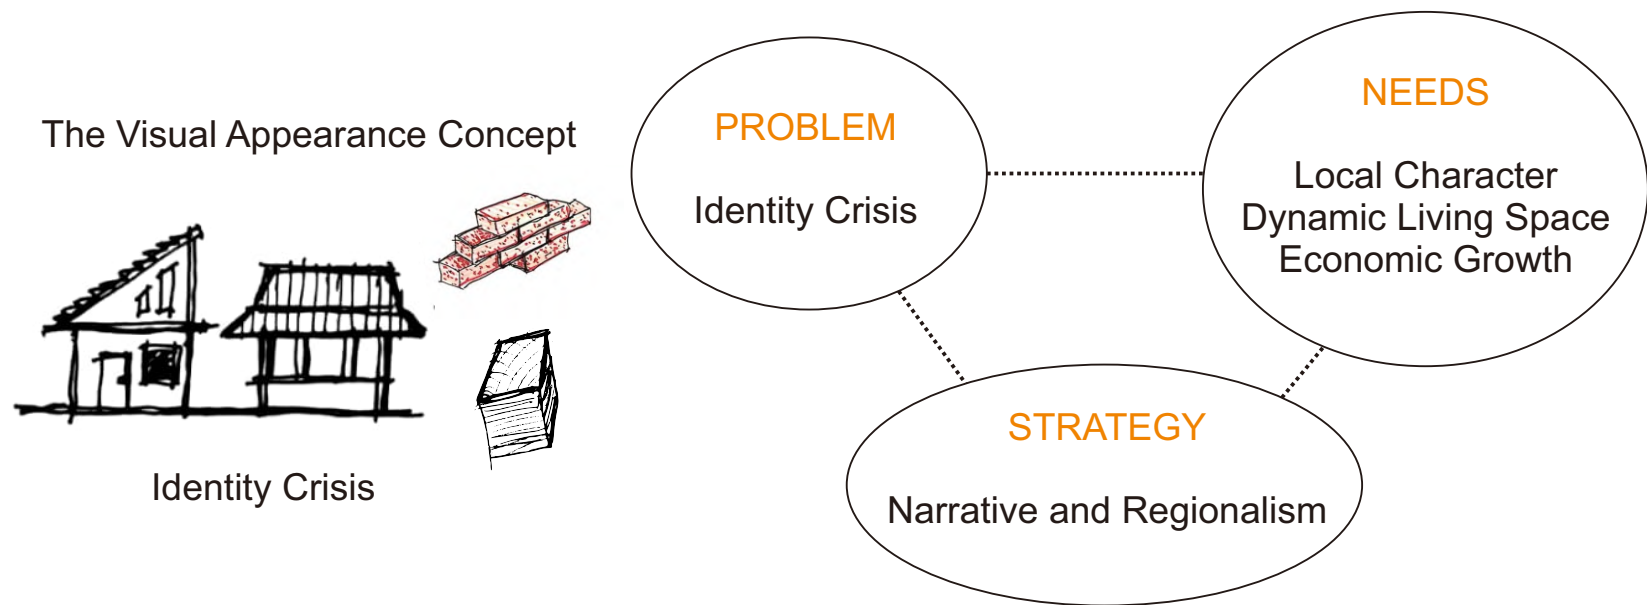 The Visual Appearance Concept
Identity Crisis
PROBLEM
Identity Crisis
NEEDS
Local Character
Dynamic Living Space
Economic Growth
STRATEGY
Narrative and Regionalism